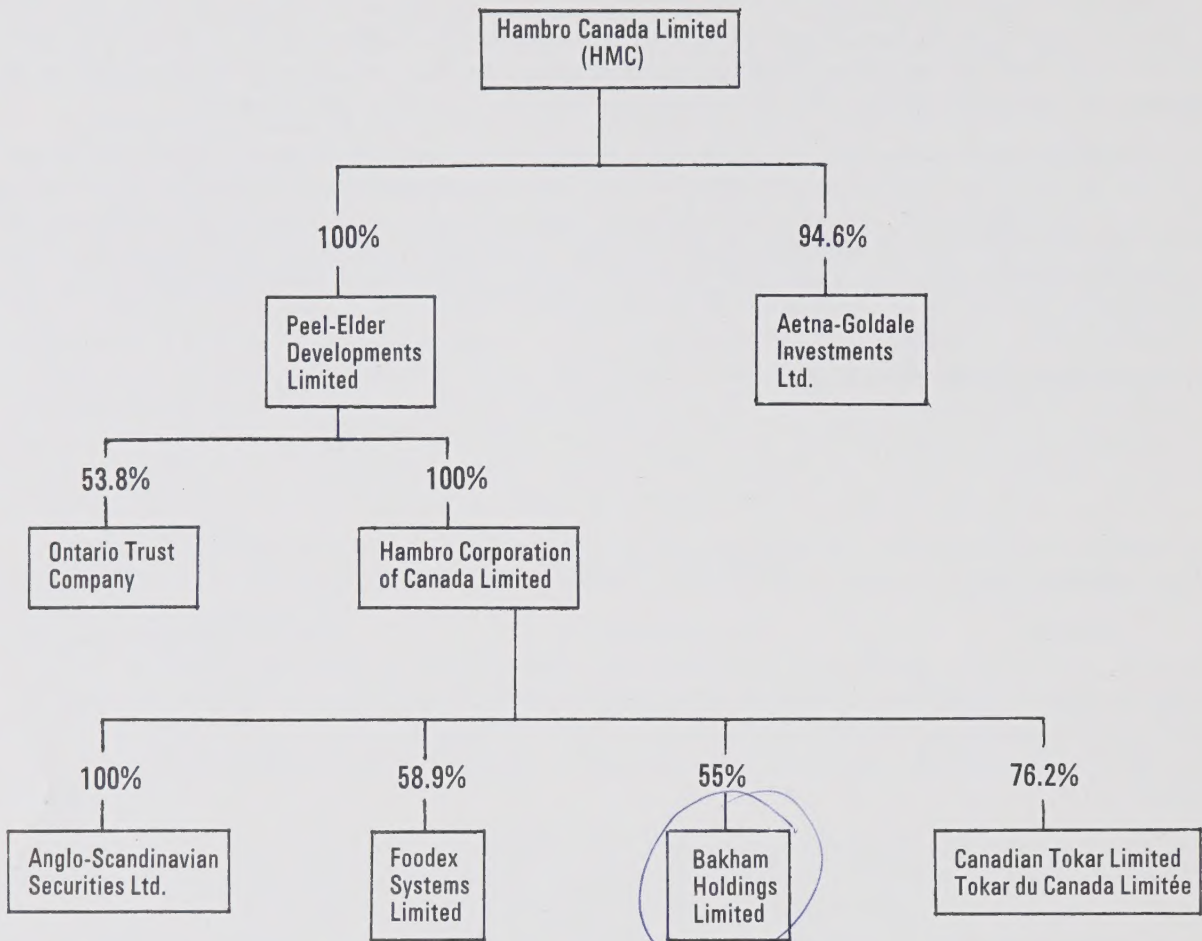 Hambro Canada Limited
(HMC)
100%
94.6%
Peel-Elder
Developments
Limited
Aetna-Goldale
Investments
Ltd.
53.8%
100%
Ontario Trust
Company
Hambro Corporation
of Canada Limited
100%
58.9%
55%
76.2%
Anglo-Scandinavian
Securities Ltd.
Foodex
Systems
Limited
Bakham
Holdings
Limited
Canadian Tokar Limited
Tokar du Canada Limitée